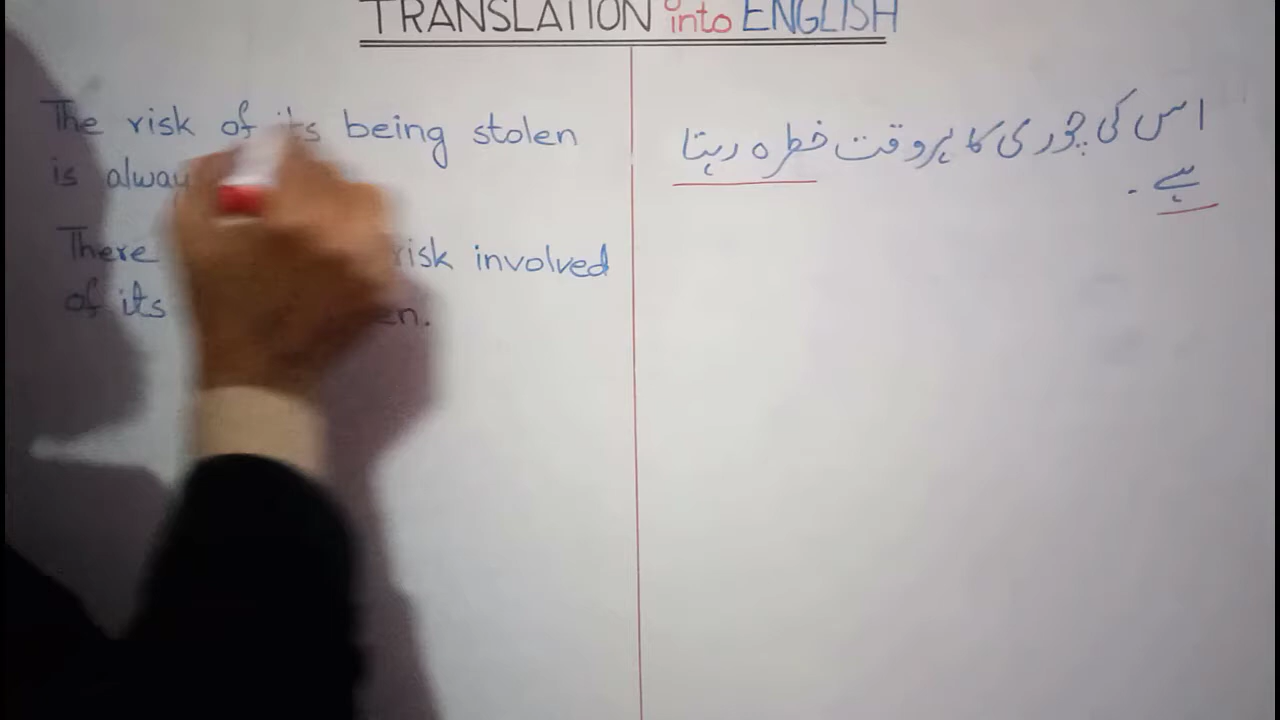 TRANSLATION into ENGLISH
The risk of its being stolen
is
There risk involved
of its
اس کی چوری کا ہر وقت خطرہ رہتا
ہے ۔